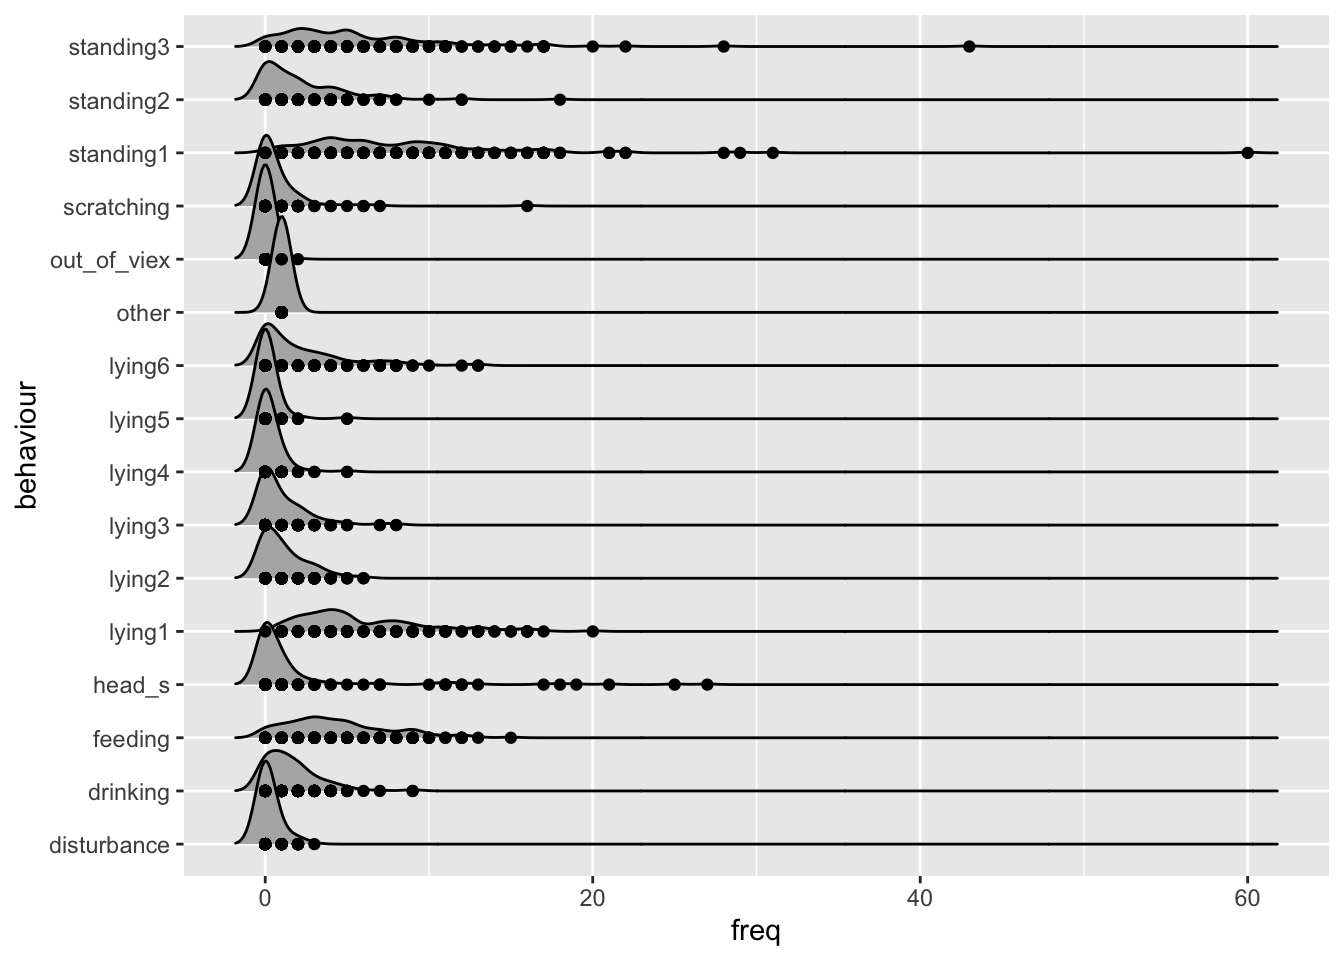 standing3
standing2
standing1
scratching
out_of_viex
other
lying6
lying5
lying4
lying3
lying2
lying1
head_s
feeding
drinking
disturbance
behaviour
0 20 40 60
freq